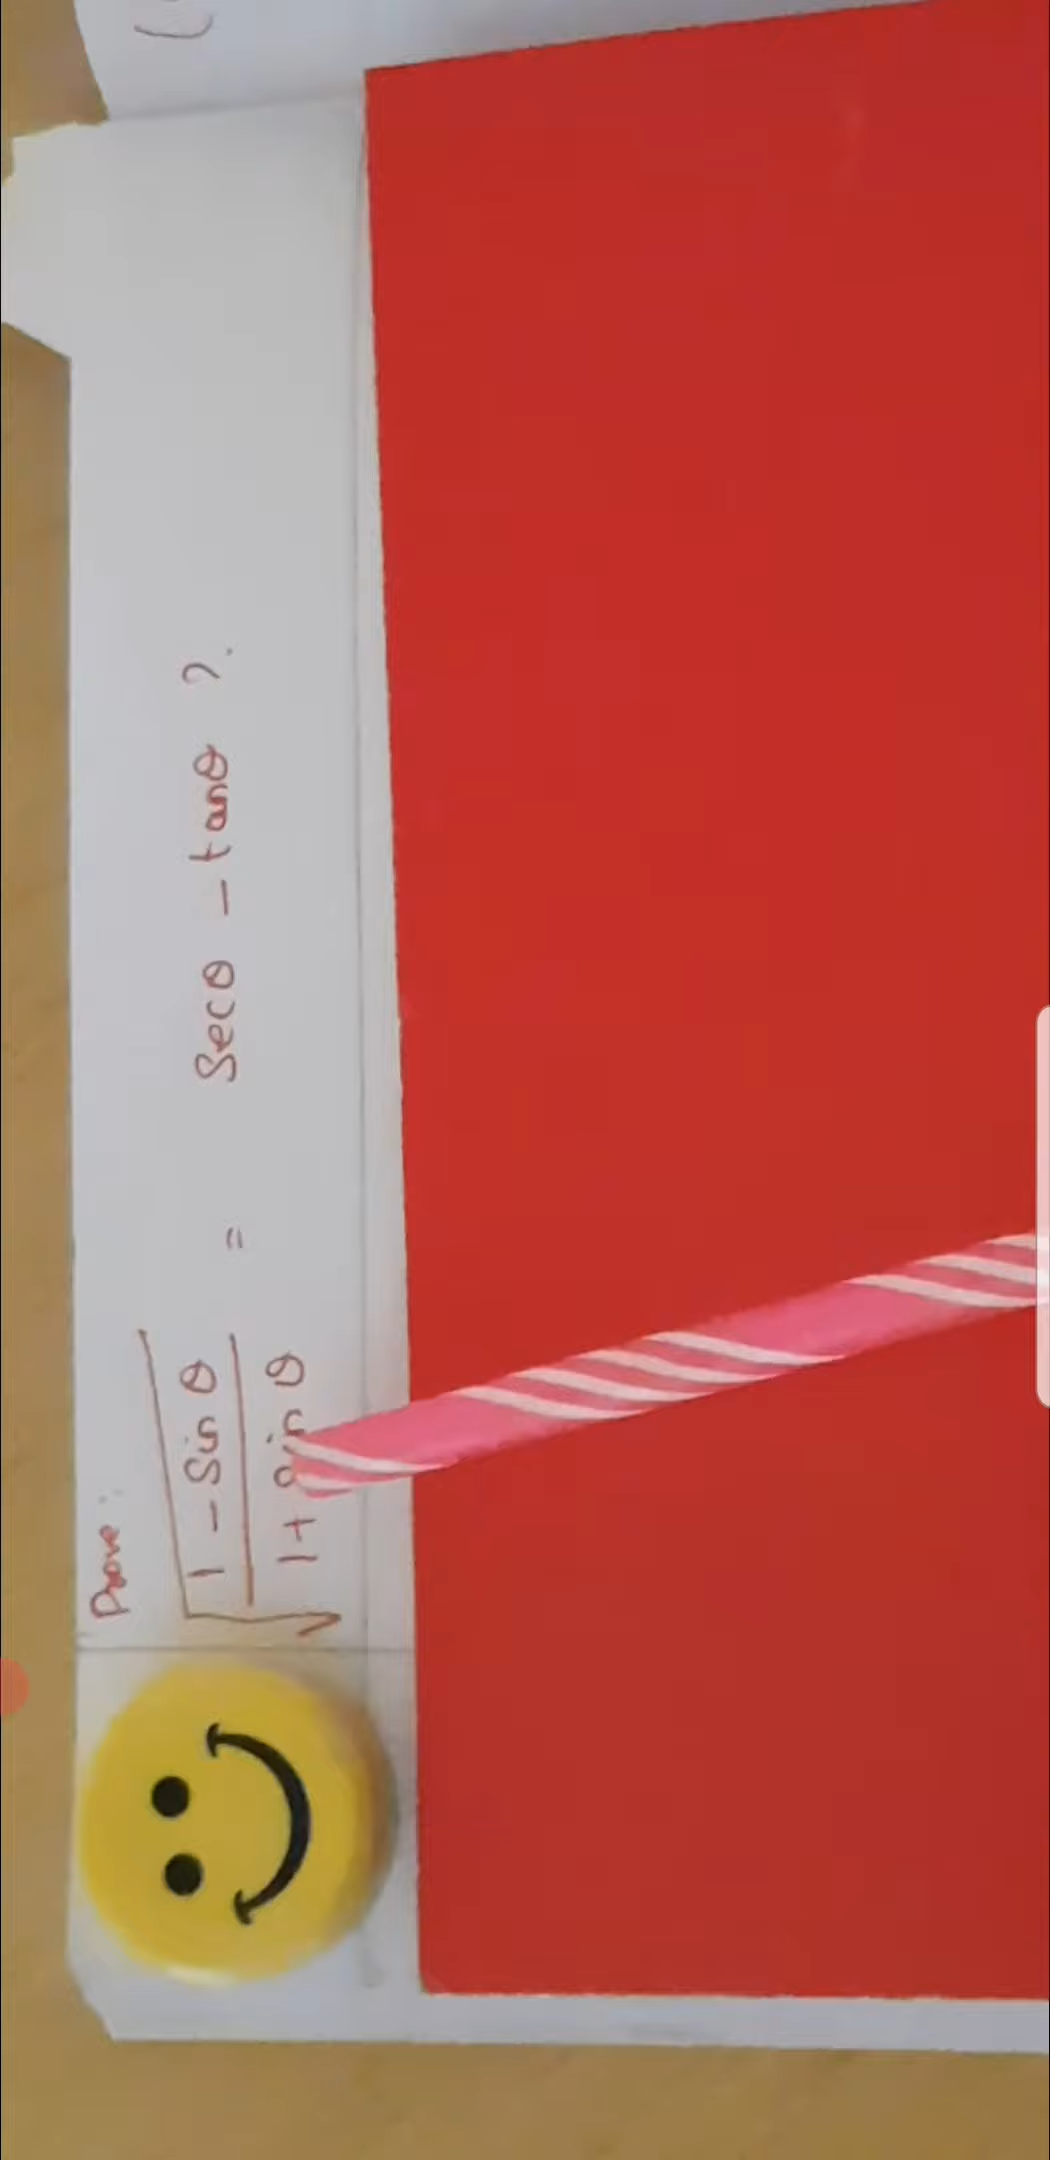 Prove :
√ 1 - Sin θ
= Secθ - tanθ ?
1 + Sin θ